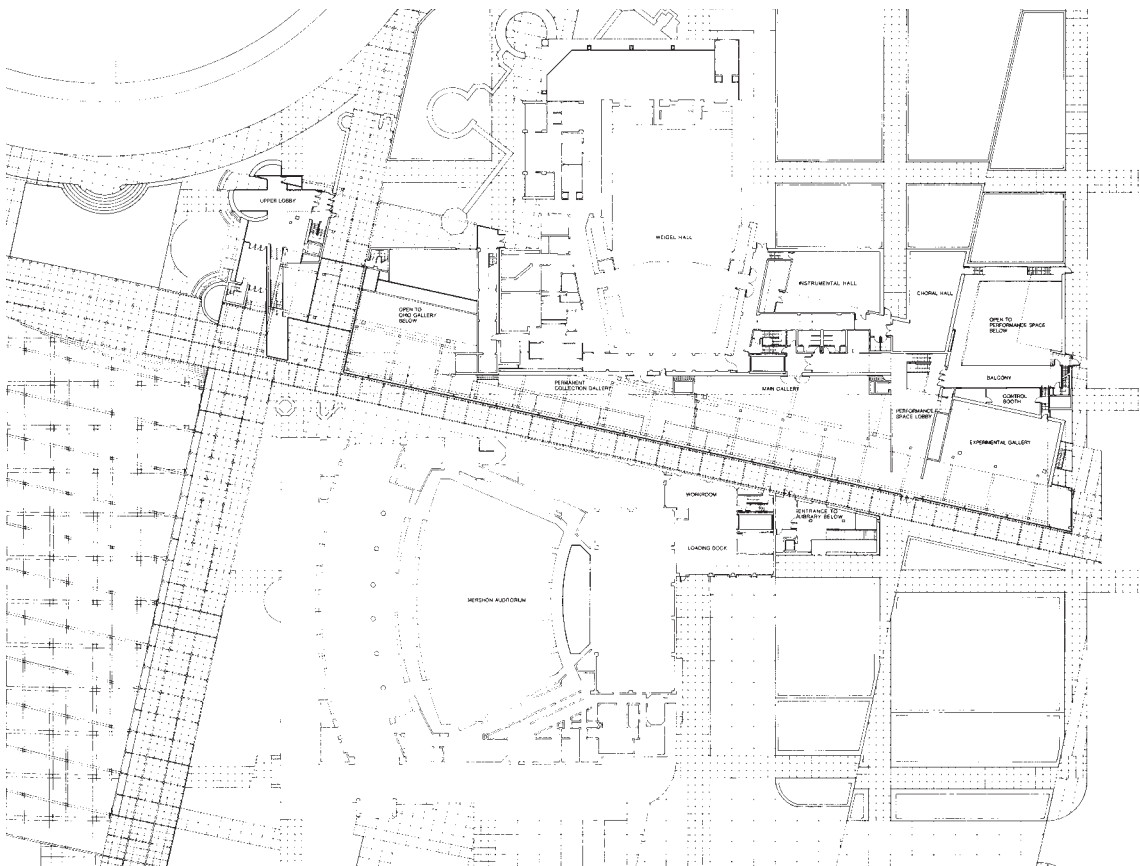 UPPER LOBBY
WEIGEL HALL
INSTRUMENTAL HALL
CHORAL HALL
OPEN TO
OHIO GALLERY
BELOW
OPEN TO
PERFORMANCE SPACE
BELOW
BALCONY
PERMANENT
COLLECTION GALLERY
MAIN GALLERY
CONTROL
BOOTH
PERFORMANCE
SPACE LOBBY
EXPERIMENTAL GALLERY
WORKROOM
ENTRANCE TO
LIBRARY BELOW
LOADING DOCK
MERSHON AUDITORIUM